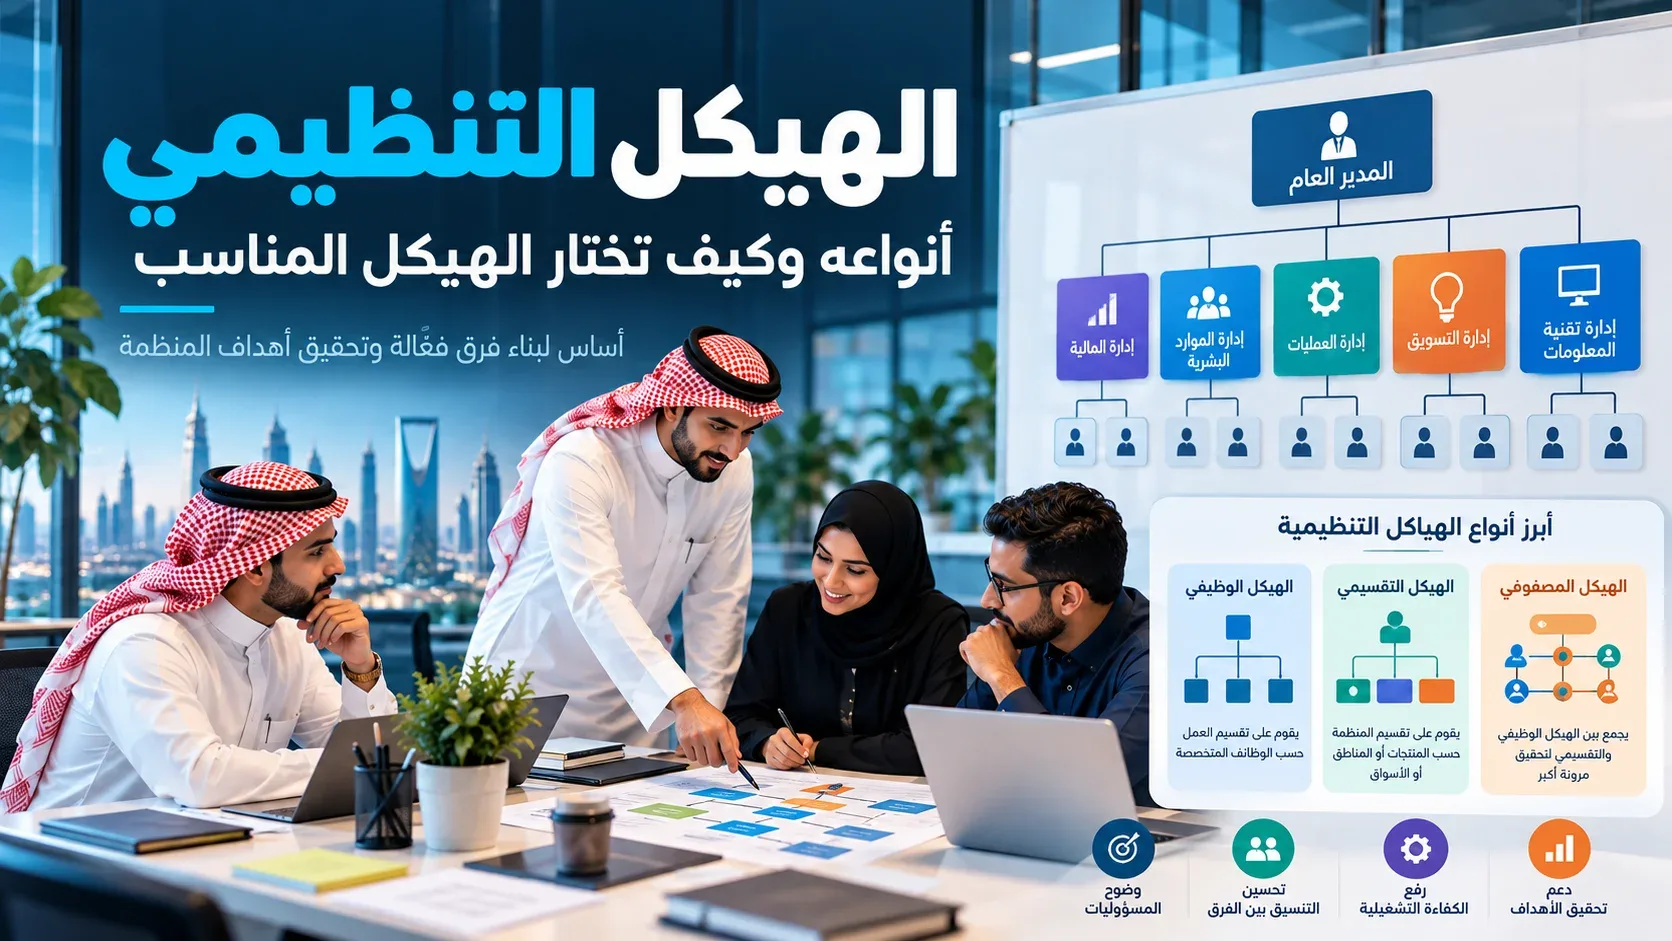 الهيكل التنظيمي
أنواعه وكيف تختار الهيكل المناسب
أساس لبناء فرق فعّالة وتحقيق أهداف المنظمة
المدير العام
إدارة تقنية
المعلومات
إدارة التسويق
إدارة العمليات
إدارة الموارد
البشرية
إدارة المالية
أبرز أنواع الهياكل التنظيمية
الهيكل المصفوفي
يجمع بين الهيكل الوظيفي
والتقسيمي لتحقيق
مرونة أكبر
الهيكل التقسيمي
يقوم على تقسيم المنظمة
حسب المنتجات أو المناطق
أو الأسواق
الهيكل الوظيفي
يقوم على تقسيم العمل
حسب الوظائف المتخصصة
دعم
تحقيق الأهداف
رفع
الكفاءة التشغيلية
تحسين
التنسيق بين الفرق
وضوح
المسؤوليات